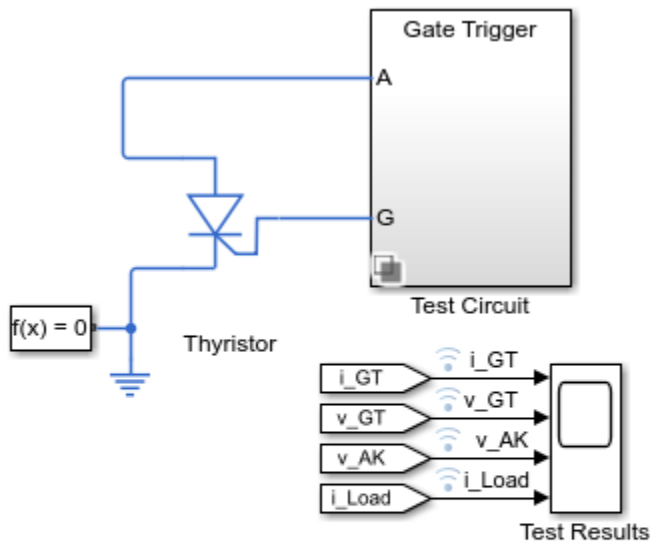 Gate Trigger
A
G
Test Circuit
f(x) = 0
Thyristor
i_GT
i_GT
v_GT
v_GT
v_AK
v_AK
i_Load
i_Load
Test Results